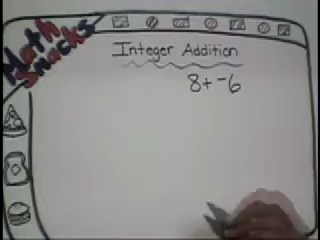 Math
Snacks
Integer Addition
8+⁻6